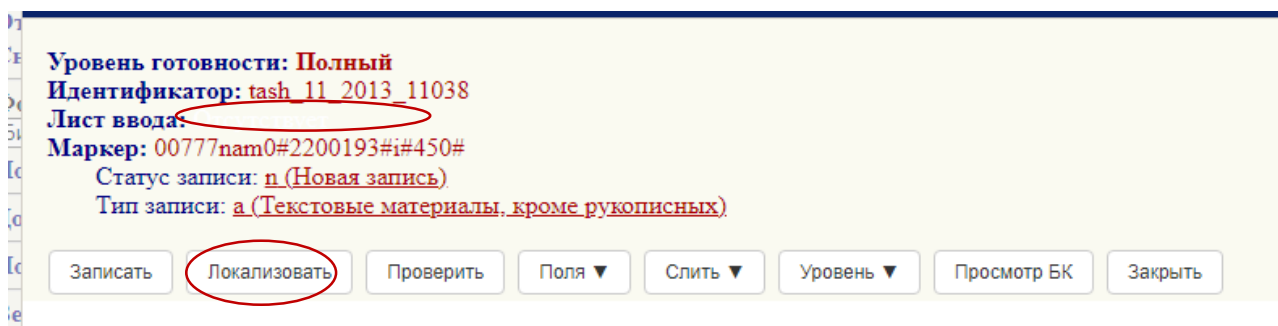 Уровень готовности: Полный
Идентификатор: tash_11_2013_11038
Лист ввода:
Маркер: 00777nam0#2200193#i#450#
Статус записи: n (Новая запись)
Тип записи: a (Текстовые материалы, кроме рукописных)
Записать Локализовать Проверить Поля ▼ Слить ▼ Уровень ▼ Просмотр БК Закрыть